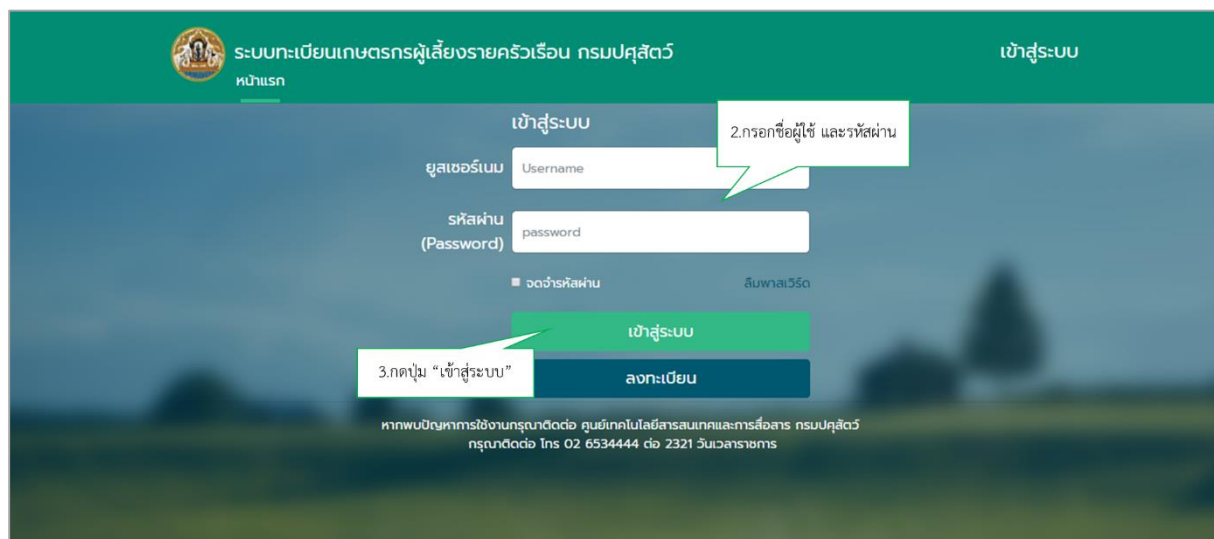 ระบบทะเบียนเกษตรกรผู้เลี้ยงรายครัวเรือน กรมปศุสัตว์
เข้าสู่ระบบ
หน้าแรก
เข้าสู่ระบบ
2.กรอกชื่อผู้ใช้ และรหัสผ่าน
ยูสเซอร์เนม
Username
รหัสผ่าน
(Password)
password
จดจำรหัสผ่าน
ลืมพาสเวิร์ด
เข้าสู่ระบบ
3.กดปุ่ม “เข้าสู่ระบบ”
ลงทะเบียน
หากพบปัญหาการใช้งานกรุณาติดต่อ ศูนย์เทคโนโลยีสารสนเทศและการสื่อสาร กรมปศุสัตว์
กรุณาติดต่อ โทร 02 6534444 ต่อ 2321 วันเวลาราชการ